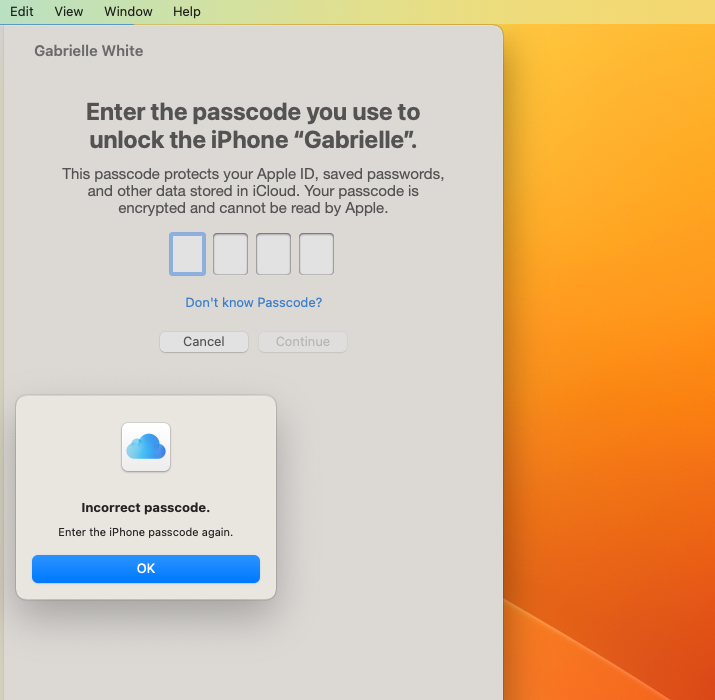 Edit View Window Help
Gabrielle White
Enter the passcode you use to
unlock the iPhone “Gabrielle”.
This passcode protects your Apple ID, saved passwords,
and other data stored in iCloud. Your passcode is
encrypted and cannot be read by Apple.
Don't know Passcode?
Cancel Continue
Incorrect passcode.
Enter the iPhone passcode again.
OK